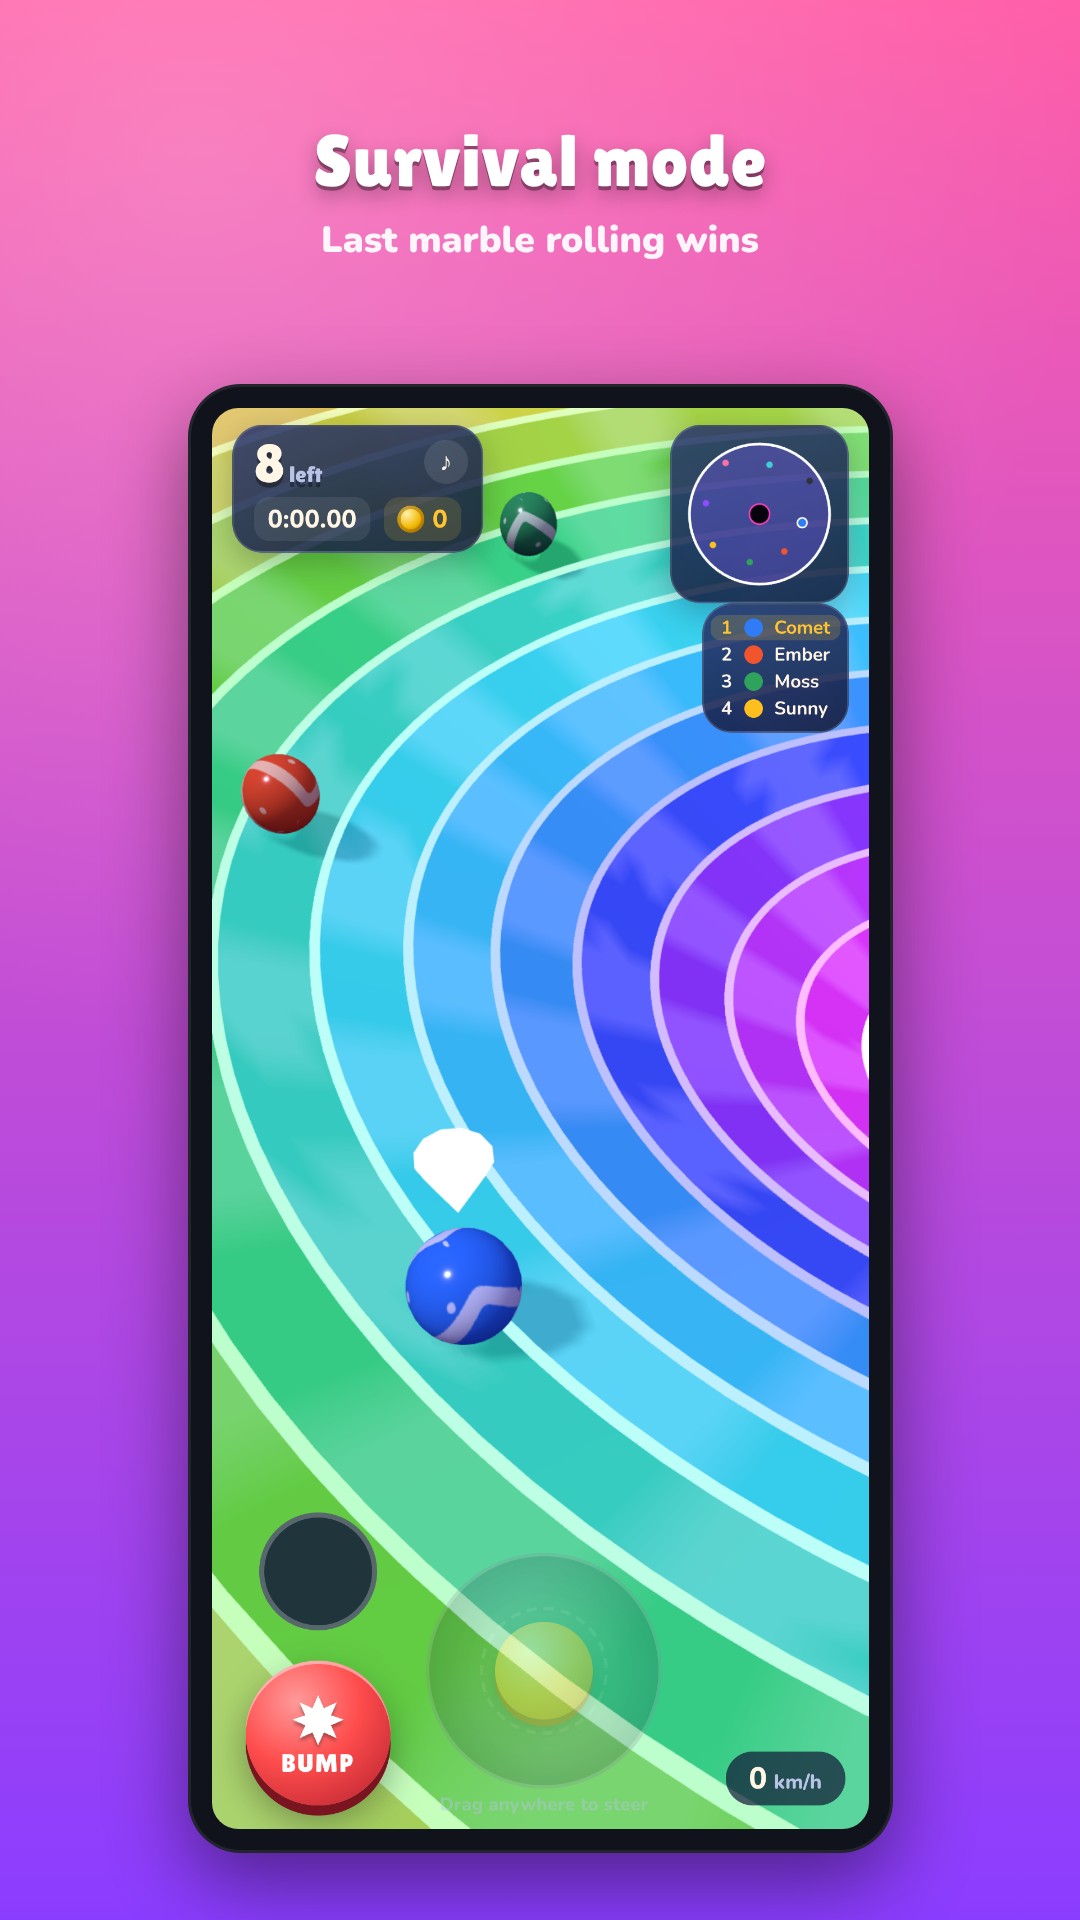 Survival mode
Last marble rolling wins
8 left
0:00.00
0
1 Comet
2 Ember
3 Moss
4 Sunny
BUMP
0 km/h
Drag anywhere to steer